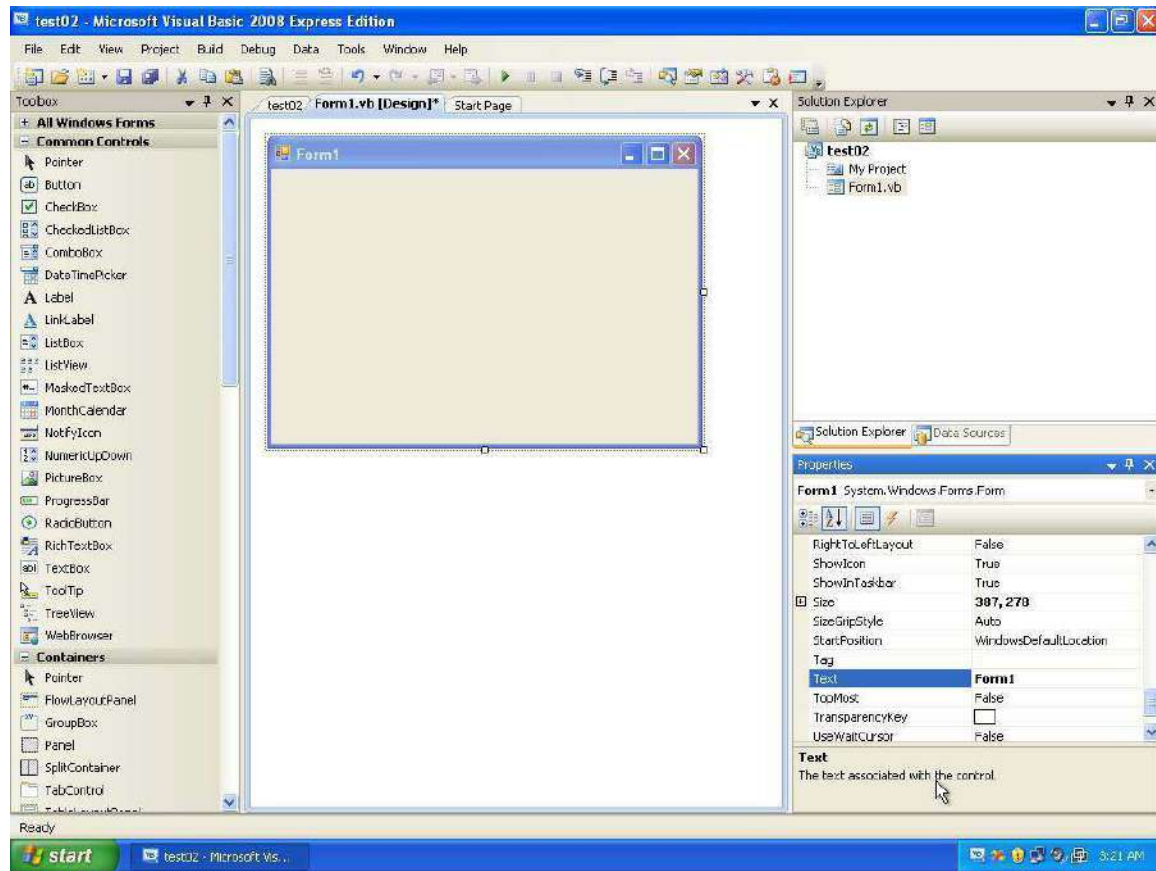 test02 - Microsoft Visual Basic 2008 Express Edition
File Edit View Project Build Debug Data Tools Window Help
Toolbox
All Windows Forms
Common Controls
Pointer
Button
CheckBox
CheckedListBox
ComboBox
DateTimePicker
Label
LinkLabel
ListBox
ListView
MaskedTextBox
MonthCalendar
NotifyIcon
NumericUpDown
PictureBox
ProgressBar
RadioButton
RichTextBox
TextBox
ToolTip
TreeView
WebBrowser
Containers
Pointer
FlowLayoutPanel
GroupBox
Panel
SplitContainer
TabControl
test02 Form1.vb [Design]* Start Page
Form1
Solution Explorer
test02
My Project
Form1.vb
Solution Explorer Data Sources
Properties
Form1 System.Windows.Forms.Form
RightToLeftLayout False
ShowIcon True
ShowInTaskbar True
Size 387, 278
SizeGripStyle Auto
StartPosition WindowsDefaultLocation
Tag
Text Form1
TopMost False
TransparencyKey
UseWaitCursor False
Text
The text associated with the control.
Ready
start test02 - Microsoft Vis... 3:21 AM